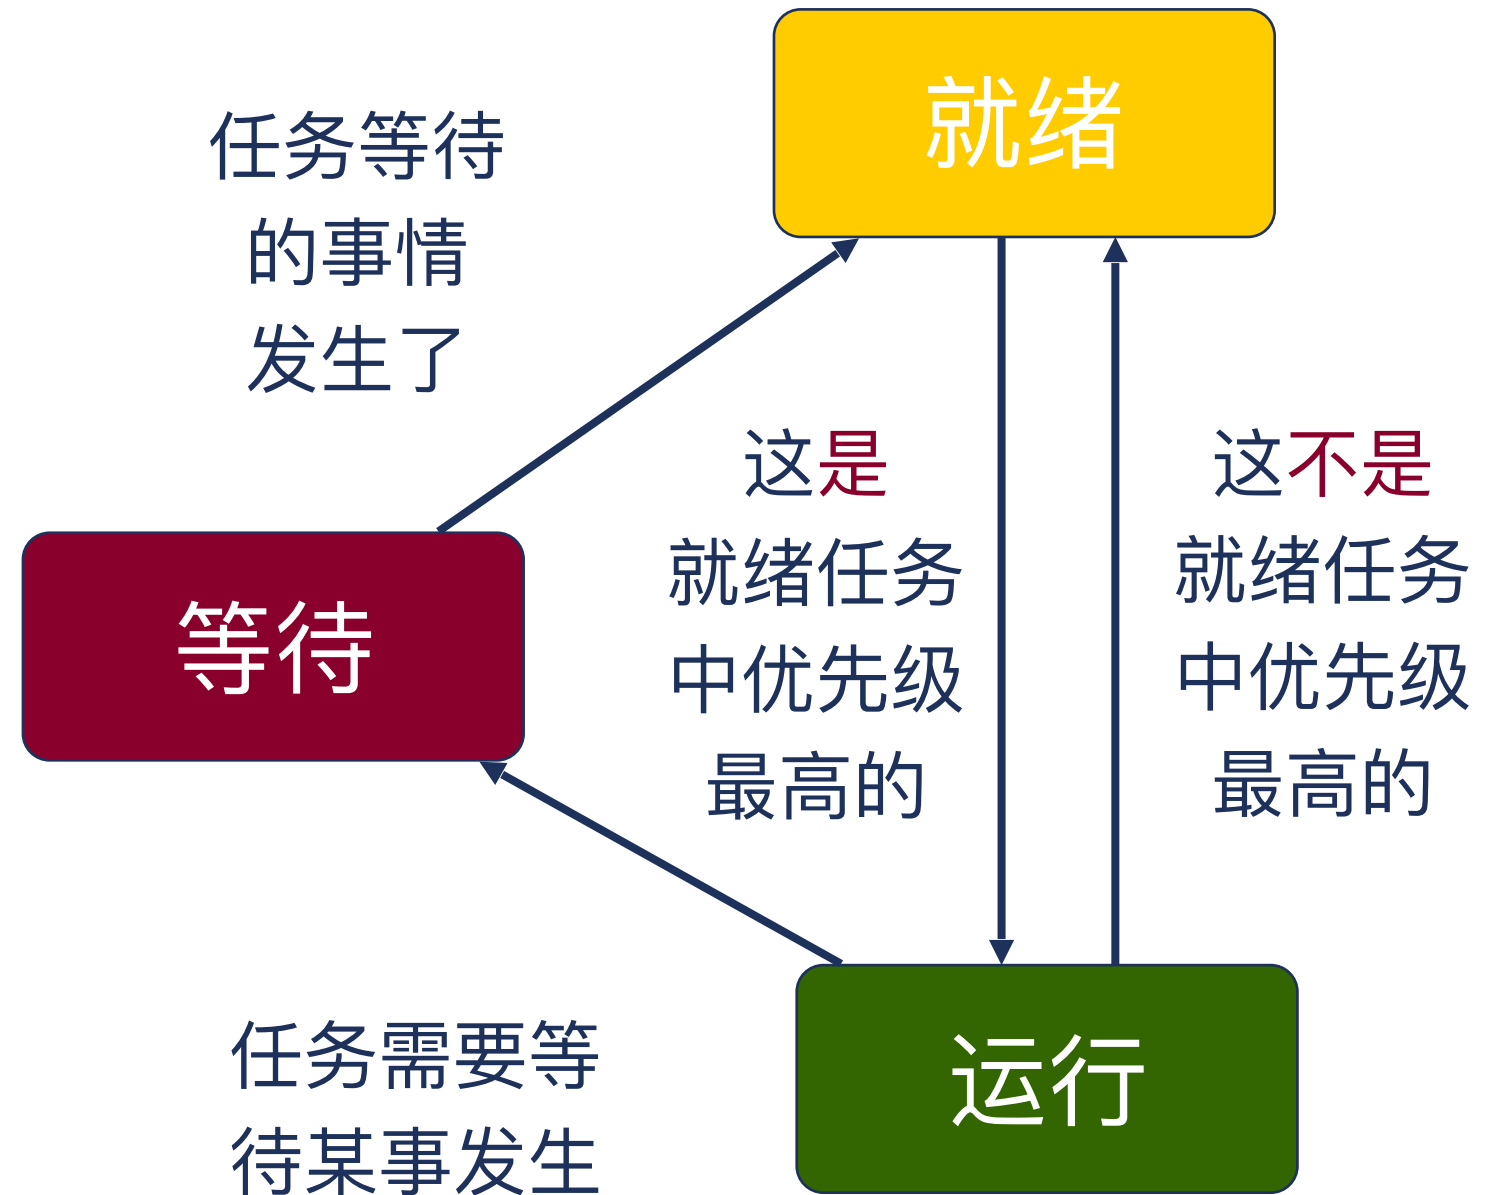 就绪
任务等待
的事情
发生了
这是
就绪任务
中优先级
最高的
这不是
就绪任务
中优先级
最高的
等待
任务需要等
待某事发生
运行